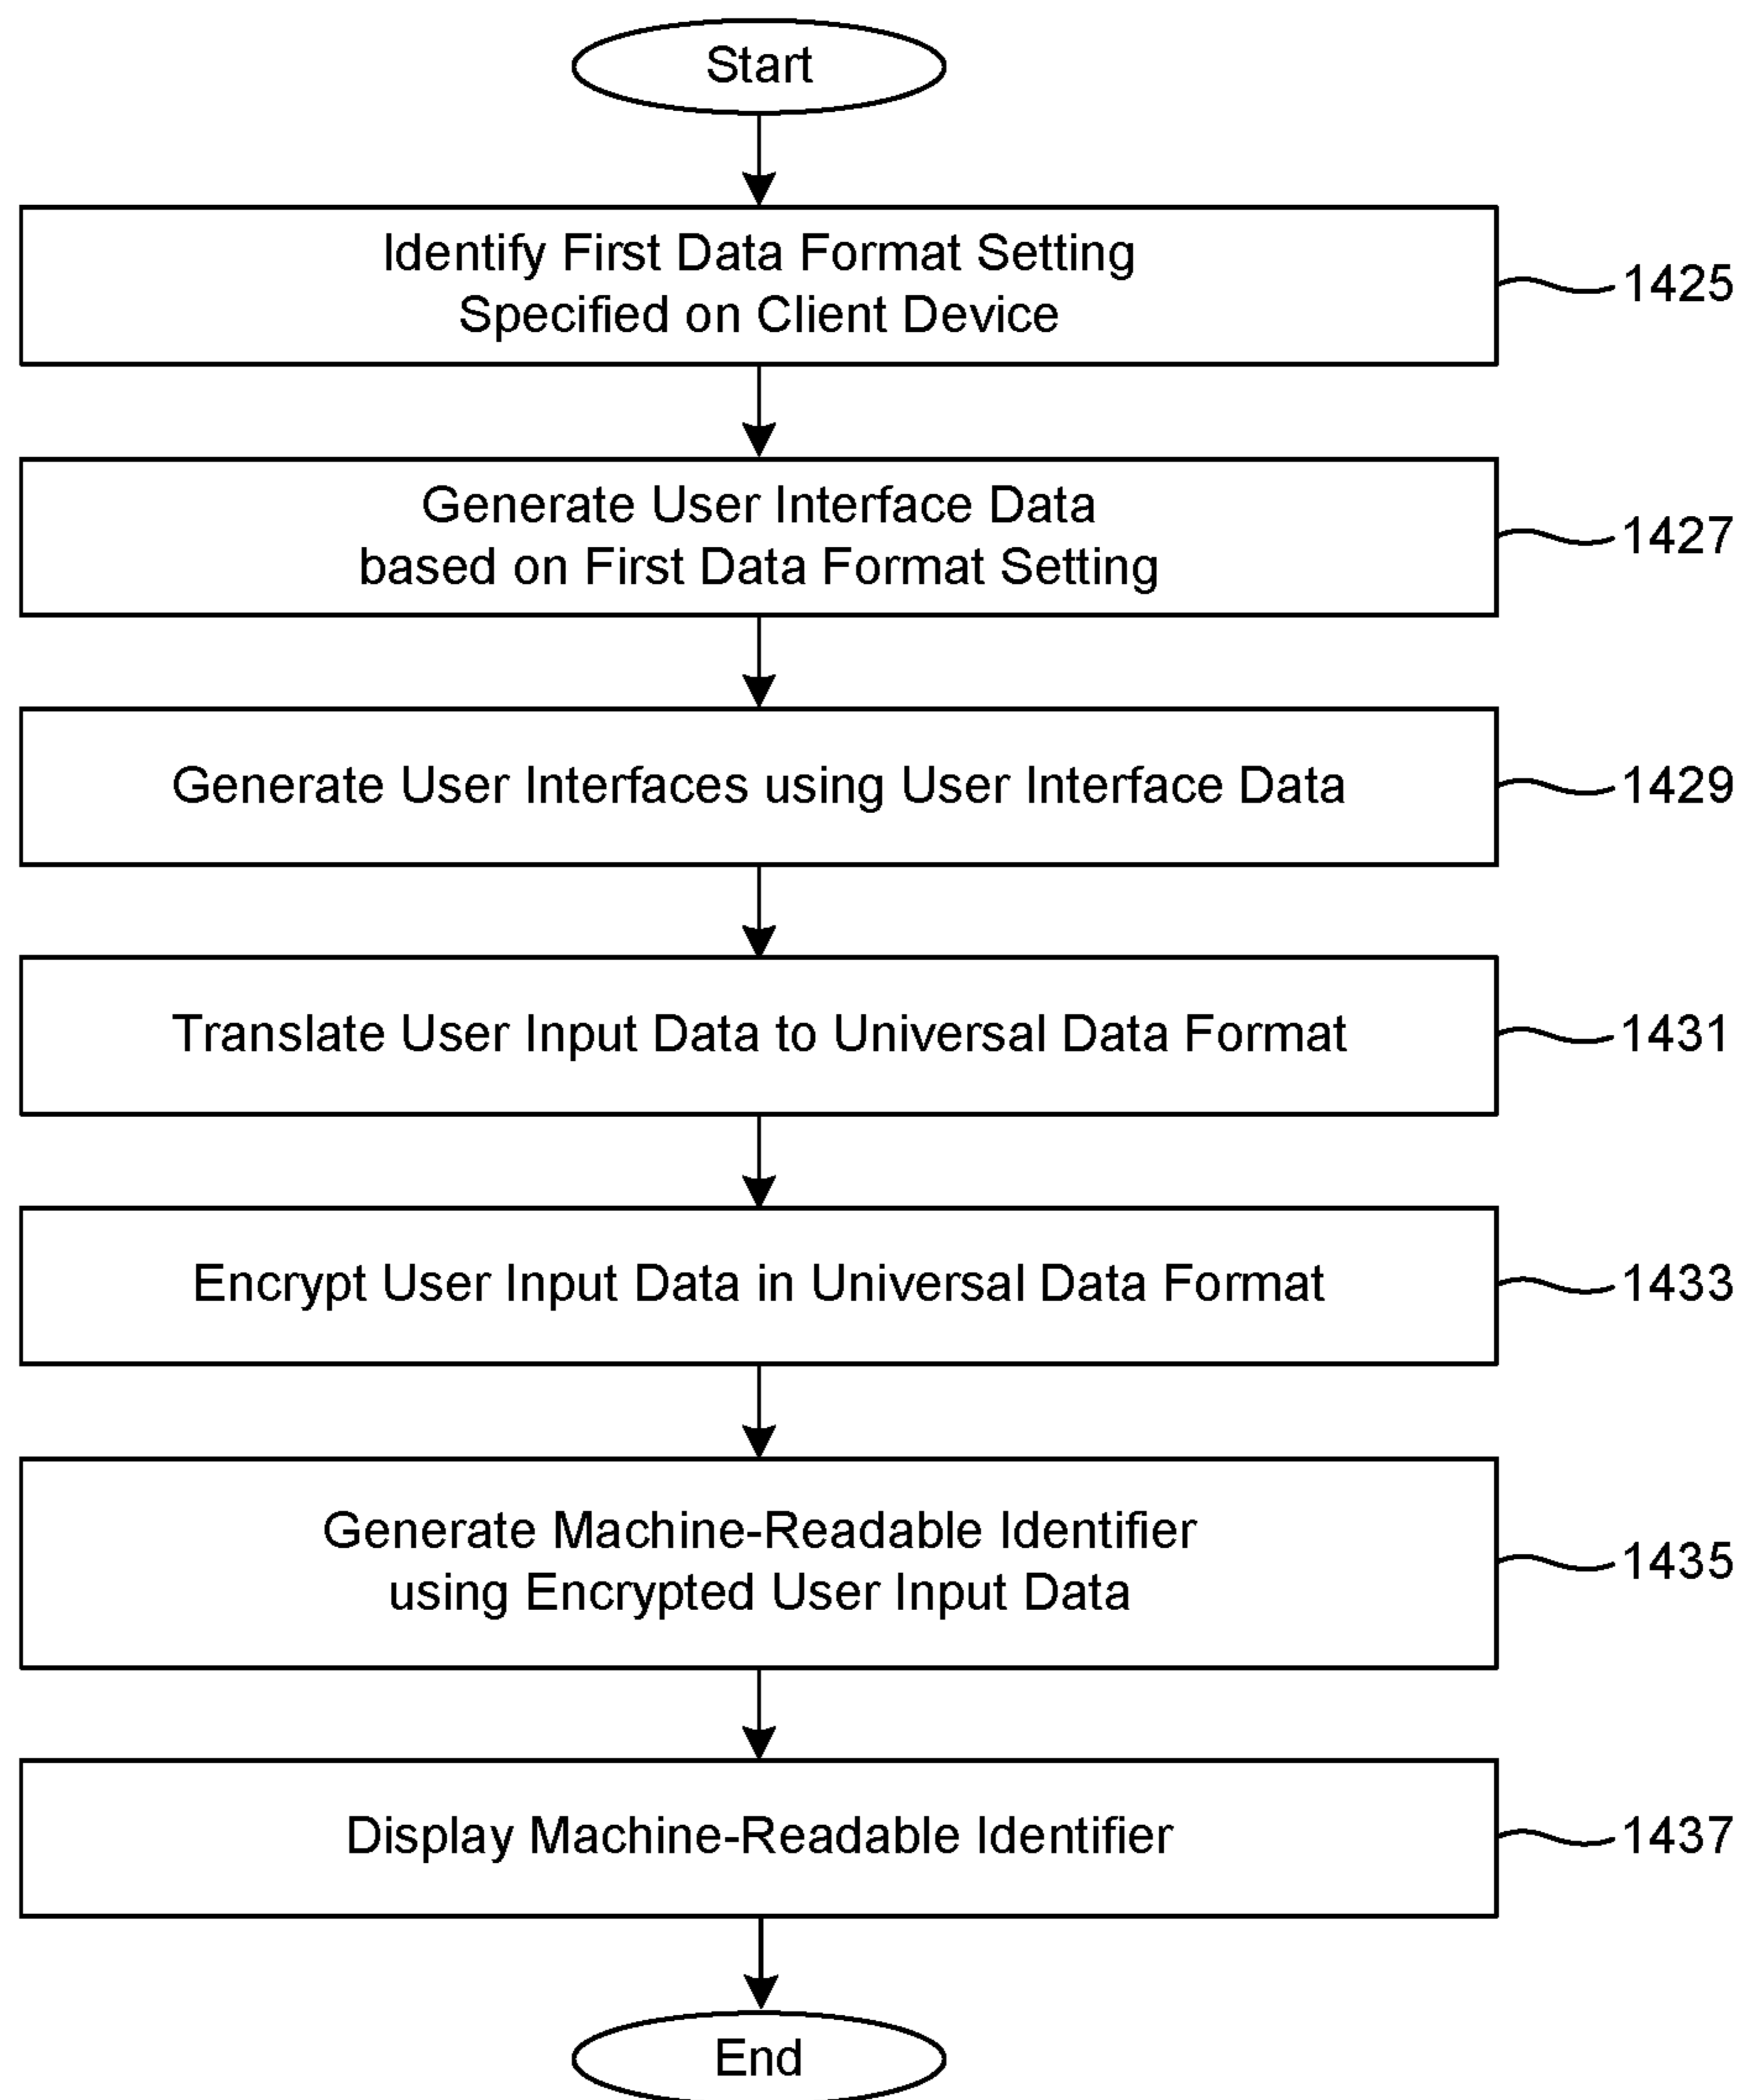 Start
Identify First Data Format Setting
Specified on Client Device
1425
Generate User Interface Data
based on First Data Format Setting
1427
Generate User Interfaces using User Interface Data
1429
Translate User Input Data to Universal Data Format
1431
Encrypt User Input Data in Universal Data Format
1433
Generate Machine-Readable Identifier
using Encrypted User Input Data
1435
Display Machine-Readable Identifier
1437
End